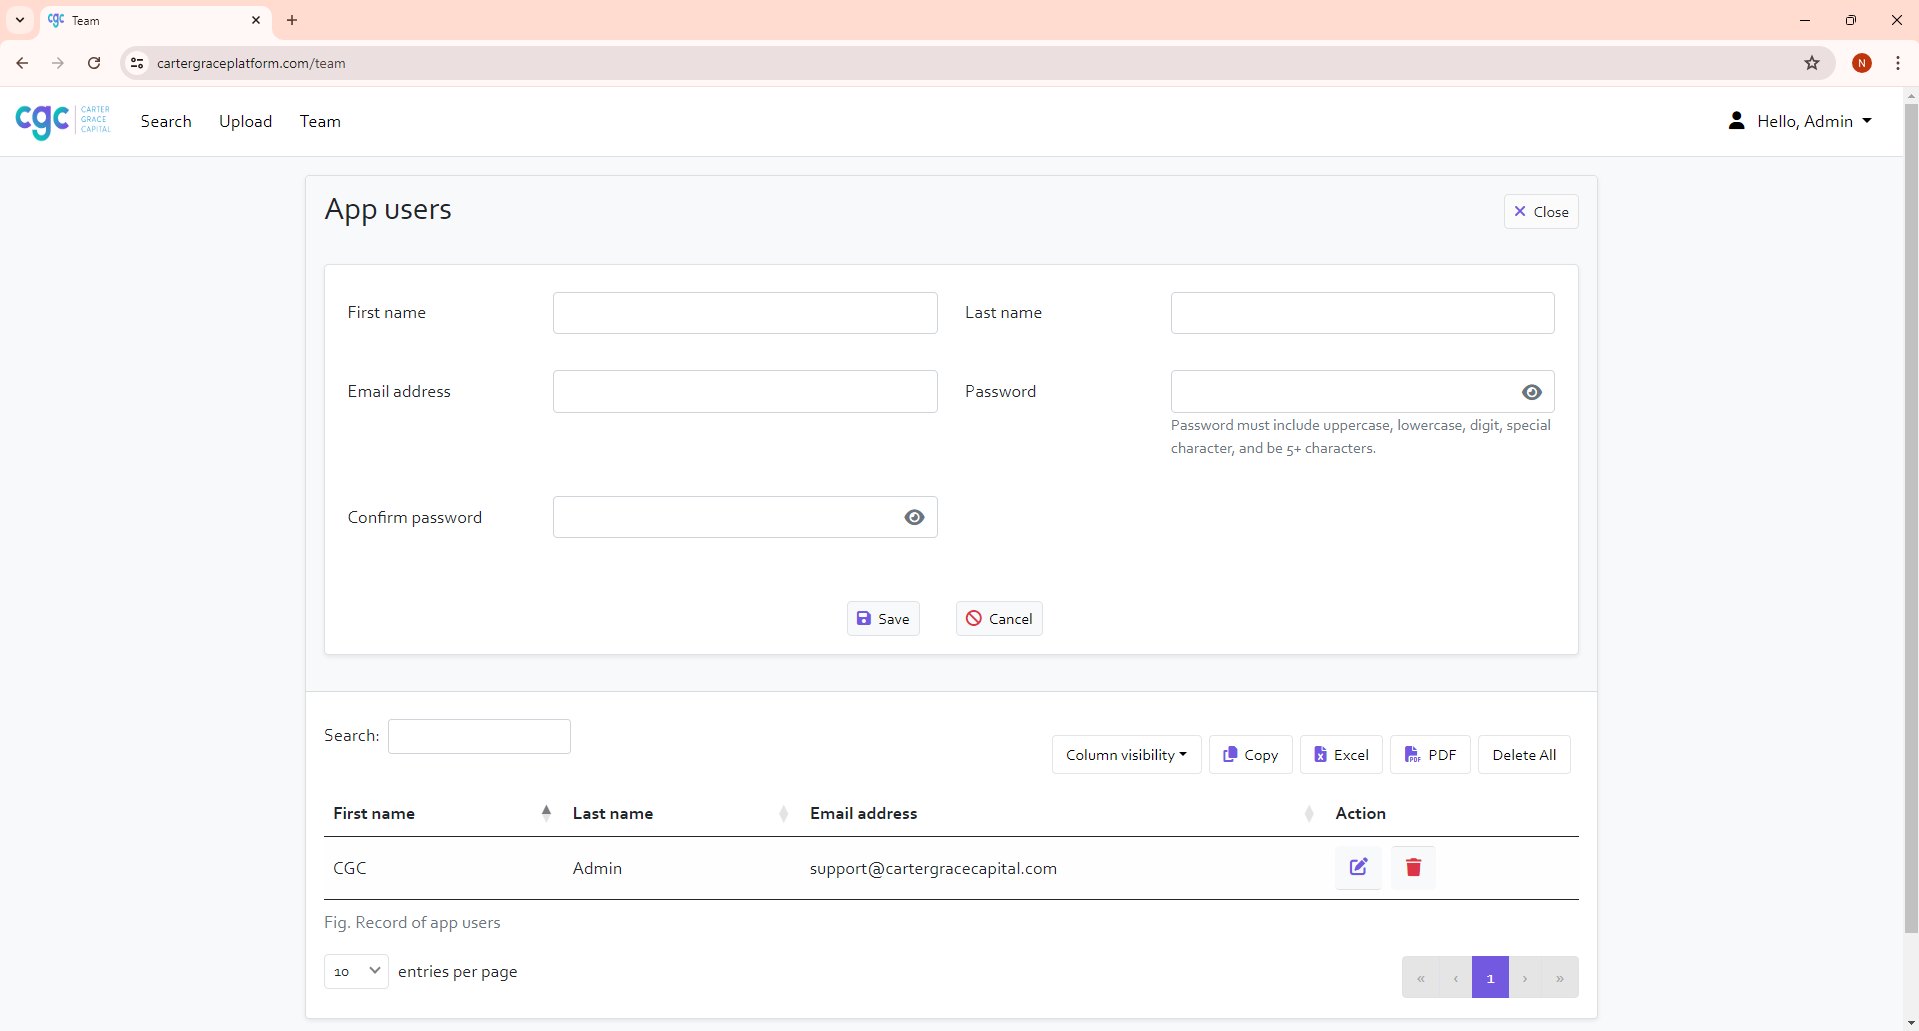 Team
N
cartergraceplatform.com/team
cgc CARTER
GRACE
CAPITAL
Search Upload Team
Hello, Admin
App users
Close
First name
Last name
Email address
Password
Password must include uppercase, lowercase, digit, special
character, and be 5+ characters.
Confirm password
Save Cancel
Search:
Column visibility Copy Excel PDF Delete All
First name Last name Email address Action
CGC Admin support@cartergracecapital.com
Fig. Record of app users
10 entries per page
« ‹ 1 › »